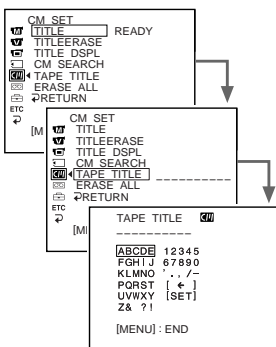 CM SET
TITLE READY
TITLEERASE
TITLE DSPL
CM SEARCH
TAPE TITLE
ERASE ALL
RETURN
ETC
[M
CM SET
TITLE
TITLEERASE
TITLE DSPL
CM SEARCH
TAPE TITLE ----------
ERASE ALL
RETURN
ETC
[M
TAPE TITLE CM
----------
ABCDE 12345
FGHIJ 67890
KLMNO ' . , / –
PQRST [ ← ]
UVWXY [SET]
Z& ?!
[MENU] : END